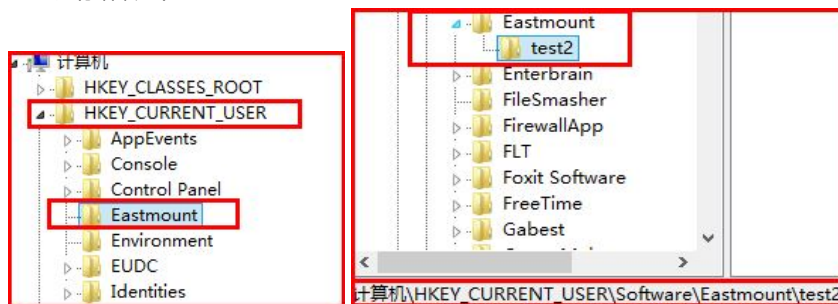 计算机
HKEY_CLASSES_ROOT
HKEY_CURRENT_USER
AppEvents
Console
Control Panel
Eastmount
Environment
EUDC
Identities
Eastmount
test2
Enterbrain
FileSmasher
FirewallApp
FLT
Foxit Software
FreeTime
Gabest
计算机\HKEY_CURRENT_USER\Software\Eastmount\test2